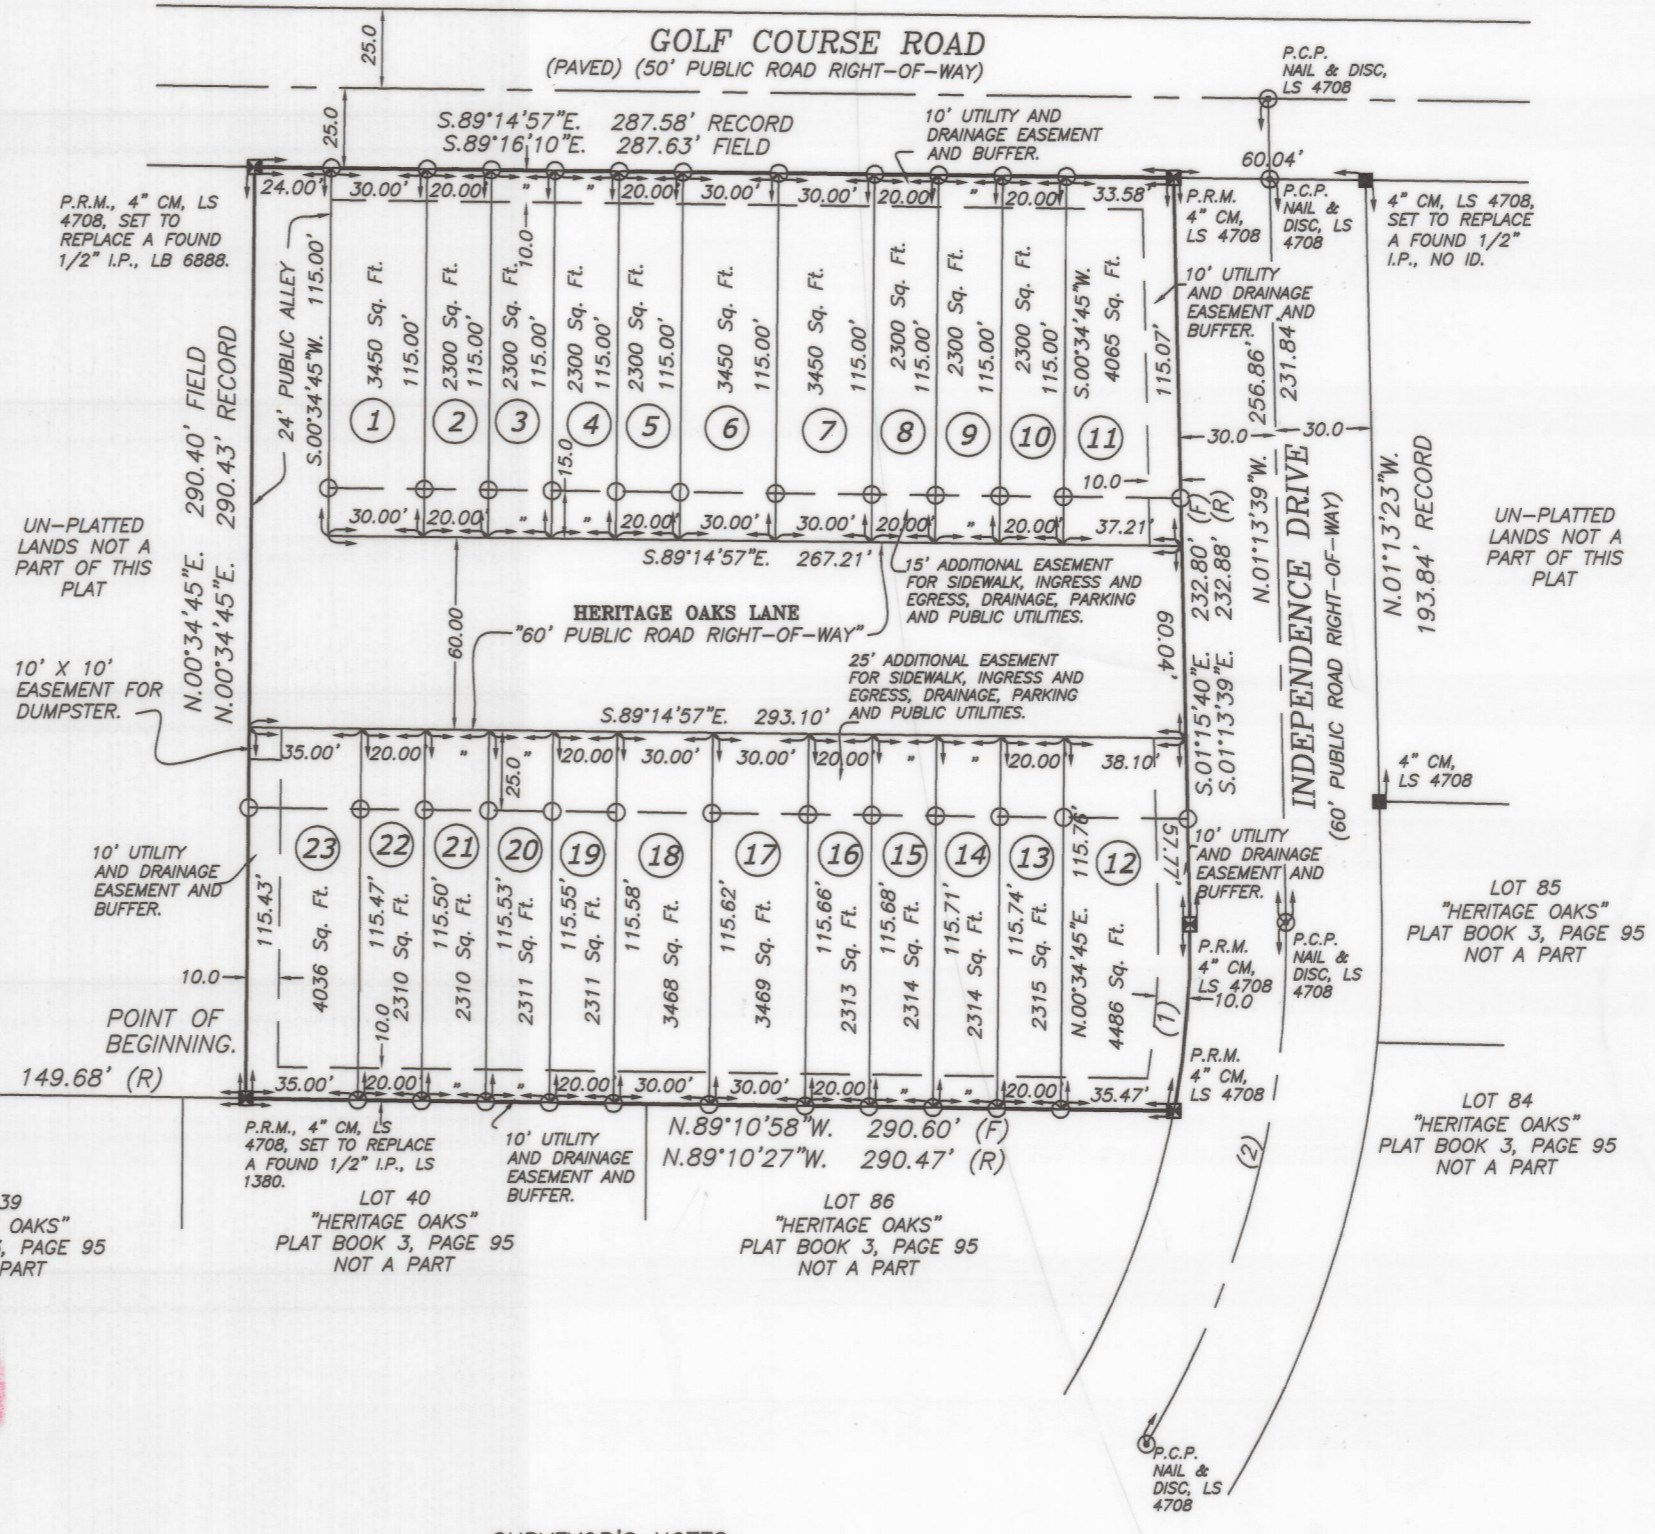 25.0
GOLF COURSE ROAD
(PAVED) (50' PUBLIC ROAD RIGHT-OF-WAY)
P.C.P.
NAIL & DISC,
LS 4708
25.0
S.89°14'57"E. 287.58' RECORD
S.89°16'10"E. 287.63' FIELD
10' UTILITY AND
DRAINAGE EASEMENT
AND BUFFER.
60.04'
24.00' 30.00' 20.00' " " 20.00' 30.00' 30.00' 20.00' " 20.00' 33.58'
P.R.M., 4" CM, LS
4708, SET TO
REPLACE A FOUND
1/2" I.P., LB 6888.
P.R.M.
4" CM,
LS 4708
P.C.P.
NAIL &
DISC, LS
4708
4" CM, LS 4708,
SET TO REPLACE
A FOUND 1/2"
I.P., NO ID.
10' UTILITY
AND DRAINAGE
EASEMENT AND
BUFFER.
24' PUBLIC ALLEY
S.00°34'45"W. 115.00'
10.0
3450 Sq. Ft.
115.00'
2300 Sq. Ft.
115.00'
2300 Sq. Ft.
115.00'
2300 Sq. Ft.
115.00'
2300 Sq. Ft.
115.00'
3450 Sq. Ft.
115.00'
3450 Sq. Ft.
115.00'
2300 Sq. Ft.
115.00'
2300 Sq. Ft.
115.00'
2300 Sq. Ft.
115.00'
S.00°34'45"W.
4065 Sq. Ft.
115.07'
1 2 3 4 5 6 7 8 9 10 11
15.0
10.0
256.86'
231.84'
30.0 30.0
N.00°34'45"E. 290.40' FIELD
N.00°34'45"E. 290.43' RECORD
30.00' 20.00' " " 20.00' 30.00' 30.00' 20.00' " 20.00' 37.21'
S.89°14'57"E. 267.21'
UN-PLATTED
LANDS NOT A
PART OF THIS
PLAT
15' ADDITIONAL EASEMENT
FOR SIDEWALK, INGRESS AND
EGRESS, DRAINAGE, PARKING
AND PUBLIC UTILITIES.
60.00
HERITAGE OAKS LANE
"60' PUBLIC ROAD RIGHT-OF-WAY"
60.04'
S.01°15'40"E. 232.80' (F)
S.01°13'39"E. 232.88' (R)
N.01°13'39"W.
INDEPENDENCE DRIVE
(60' PUBLIC ROAD RIGHT-OF-WAY)
N.01°13'23"W.
193.84' RECORD
UN-PLATTED
LANDS NOT A
PART OF THIS
PLAT
10' X 10'
EASEMENT FOR
DUMPSTER.
25' ADDITIONAL EASEMENT
FOR SIDEWALK, INGRESS AND
EGRESS, DRAINAGE, PARKING
AND PUBLIC UTILITIES.
S.89°14'57"E. 293.10'
35.00' 20.00' " " 20.00' 30.00' 30.00' 20.00' " " 20.00' 38.10'
25.0
4" CM,
LS 4708
23 22 21 20 19 18 17 16 15 14 13 12
10' UTILITY
AND DRAINAGE
EASEMENT AND
BUFFER.
10' UTILITY
AND DRAINAGE
EASEMENT AND
BUFFER.
115.43'
4036 Sq. Ft.
115.47'
2310 Sq. Ft.
115.50'
2310 Sq. Ft.
115.53'
2311 Sq. Ft.
115.55'
2311 Sq. Ft.
115.58'
3468 Sq. Ft.
115.62'
3469 Sq. Ft.
115.66'
2313 Sq. Ft.
115.68'
2314 Sq. Ft.
115.71'
2314 Sq. Ft.
115.74'
2315 Sq. Ft.
N.00°34'45"E. 115.76'
4486 Sq. Ft.
57.77'
(1)
10.0
10.0
10.0
P.R.M.
4" CM,
LS 4708
P.C.P.
NAIL &
DISC, LS
4708
LOT 85
"HERITAGE OAKS"
PLAT BOOK 3, PAGE 95
NOT A PART
POINT OF
BEGINNING.
149.68' (R)
P.R.M.
4" CM,
LS 4708
35.00' 20.00' " " 20.00' 30.00' 30.00' 20.00' " " 20.00' 35.47'
P.R.M., 4" CM, LS
4708, SET TO REPLACE
A FOUND 1/2" I.P., LS
1380.
10' UTILITY
AND DRAINAGE
EASEMENT AND
BUFFER.
N.89°10'58"W. 290.60' (F)
N.89°10'27"W. 290.47' (R)
(2)
LOT 84
"HERITAGE OAKS"
PLAT BOOK 3, PAGE 95
NOT A PART
39
OAKS"
, PAGE 95
PART
LOT 40
"HERITAGE OAKS"
PLAT BOOK 3, PAGE 95
NOT A PART
LOT 86
"HERITAGE OAKS"
PLAT BOOK 3, PAGE 95
NOT A PART
P.C.P.
NAIL &
DISC, LS
4708